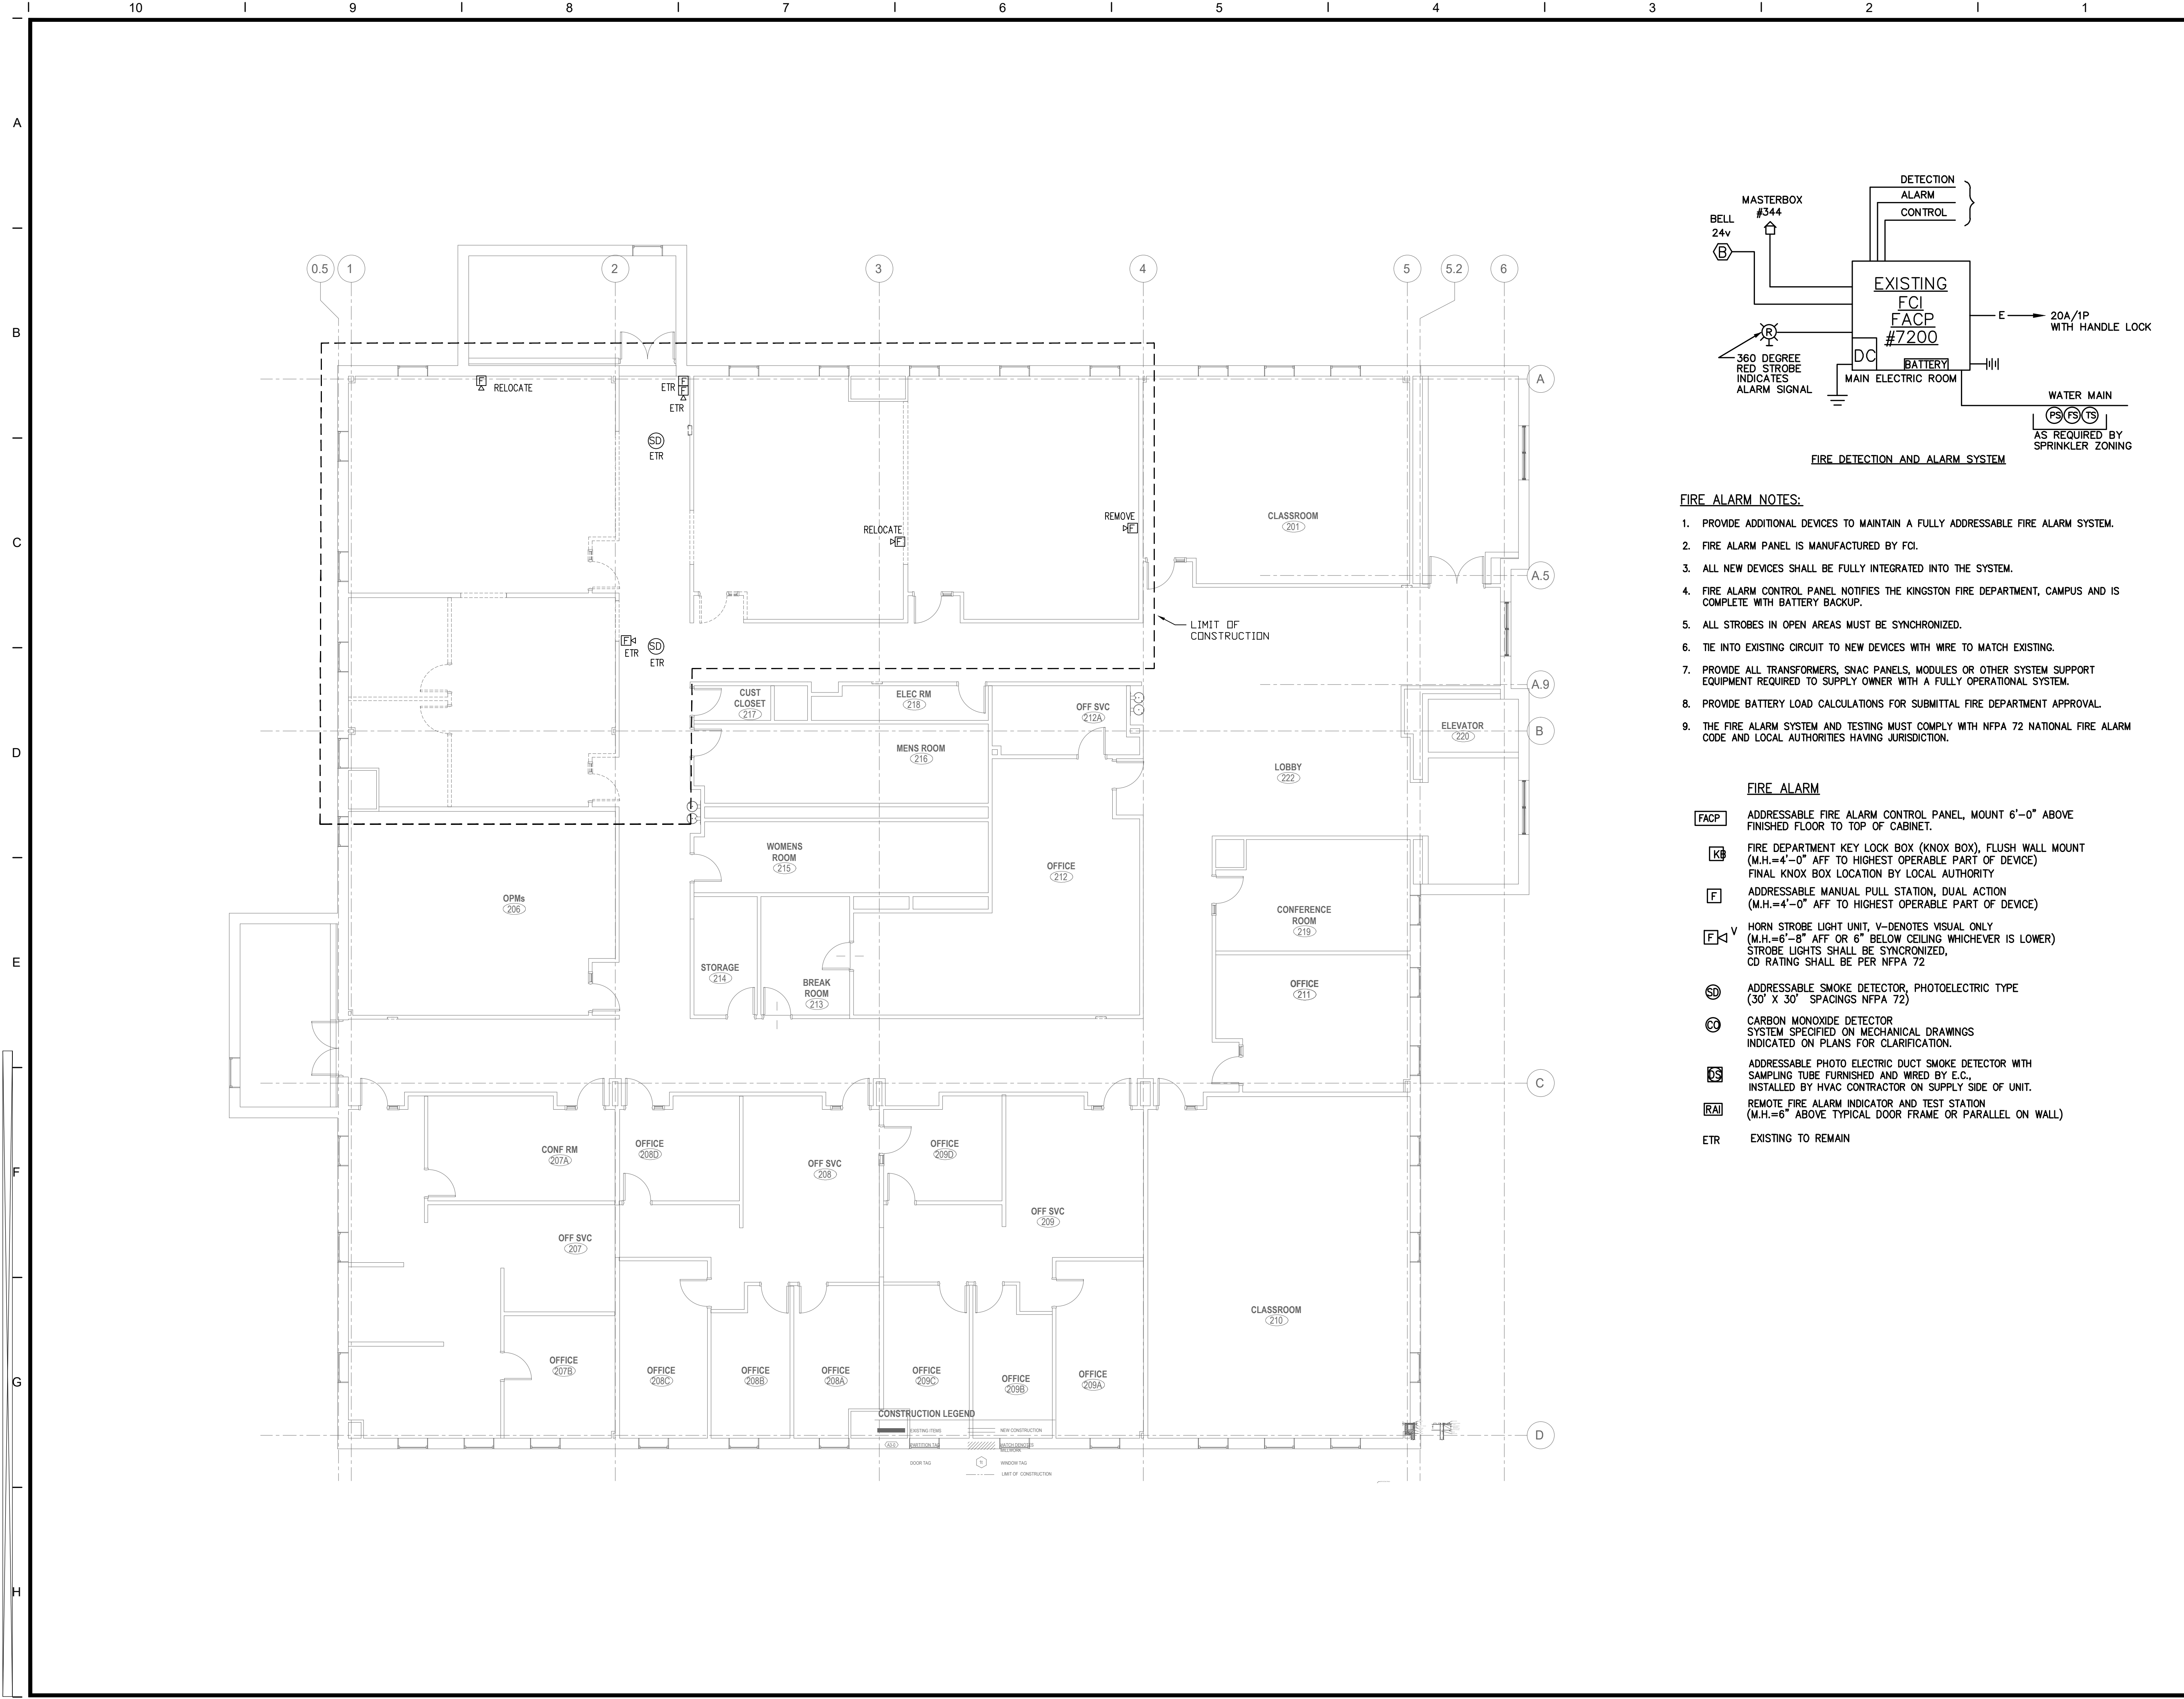 10 9 8 7 6 5 4 3 2 1
A
B
C
D
E
F
G
H
0.5 1 2 3 4 5 5.2 6
A
A.5
A.9
B
C
D
RELOCATE
ETR
F
F
F
ETR
SD
ETR
RELOCATE
F
REMOVE
F
CLASSROOM
201
F
ETR
SD
ETR
LIMIT OF
CONSTRUCTION
CUST
CLOSET
217
ELEC RM
218
OFF SVC
212A
MENS ROOM
216
ELEVATOR
220
LOBBY
222
WOMENS
ROOM
215
OFFICE
212
OPMs
206
CONFERENCE
ROOM
219
STORAGE
214
BREAK
ROOM
213
OFFICE
211
CONF RM
207A
OFFICE
208D
OFF SVC
208
OFFICE
209D
OFF SVC
209
OFF SVC
207
CLASSROOM
210
OFFICE
207B
OFFICE
208C
OFFICE
208B
OFFICE
208A
OFFICE
209C
OFFICE
209B
OFFICE
209A
CONSTRUCTION LEGEND
EXISTING ITEMS
NEW CONSTRUCTION
DOOR TAG
WINDOW TAG
LIMIT OF CONSTRUCTION
DETECTION
ALARM
CONTROL
MASTERBOX
#344
BELL
24v
B
EXISTING
FCI
FACP
#7200
DC
BATTERY
MAIN ELECTRIC ROOM
E
20A/1P
WITH HANDLE LOCK
R
360 DEGREE
RED STROBE
INDICATES
ALARM SIGNAL
WATER MAIN
PS FS TS
AS REQUIRED BY
SPRINKLER ZONING
FIRE DETECTION AND ALARM SYSTEM
FIRE ALARM NOTES:
1. PROVIDE ADDITIONAL DEVICES TO MAINTAIN A FULLY ADDRESSABLE FIRE ALARM SYSTEM.
2. FIRE ALARM PANEL IS MANUFACTURED BY FCI.
3. ALL NEW DEVICES SHALL BE FULLY INTEGRATED INTO THE SYSTEM.
4. FIRE ALARM CONTROL PANEL NOTIFIES THE KINGSTON FIRE DEPARTMENT, CAMPUS AND IS
COMPLETE WITH BATTERY BACKUP.
5. ALL STROBES IN OPEN AREAS MUST BE SYNCHRONIZED.
6. TIE INTO EXISTING CIRCUIT TO NEW DEVICES WITH WIRE TO MATCH EXISTING.
7. PROVIDE ALL TRANSFORMERS, SNAC PANELS, MODULES OR OTHER SYSTEM SUPPORT
EQUIPMENT REQUIRED TO SUPPLY OWNER WITH A FULLY OPERATIONAL SYSTEM.
8. PROVIDE BATTERY LOAD CALCULATIONS FOR SUBMITTAL FIRE DEPARTMENT APPROVAL.
9. THE FIRE ALARM SYSTEM AND TESTING MUST COMPLY WITH NFPA 72 NATIONAL FIRE ALARM
CODE AND LOCAL AUTHORITIES HAVING JURISDICTION.
FIRE ALARM
FACP ADDRESSABLE FIRE ALARM CONTROL PANEL, MOUNT 6'-0" ABOVE
FINISHED FLOOR TO TOP OF CABINET.
KB FIRE DEPARTMENT KEY LOCK BOX (KNOX BOX), FLUSH WALL MOUNT
(M.H.=4'-0" AFF TO HIGHEST OPERABLE PART OF DEVICE)
FINAL KNOX BOX LOCATION BY LOCAL AUTHORITY
F ADDRESSABLE MANUAL PULL STATION, DUAL ACTION
(M.H.=4'-0" AFF TO HIGHEST OPERABLE PART OF DEVICE)
F V HORN STROBE LIGHT UNIT, V-DENOTES VISUAL ONLY
(M.H.=6'-8" AFF OR 6" BELOW CEILING WHICHEVER IS LOWER)
STROBE LIGHTS SHALL BE SYNCRONIZED,
CD RATING SHALL BE PER NFPA 72
SD ADDRESSABLE SMOKE DETECTOR, PHOTOELECTRIC TYPE
(30' X 30' SPACINGS NFPA 72)
CO CARBON MONOXIDE DETECTOR
SYSTEM SPECIFIED ON MECHANICAL DRAWINGS
INDICATED ON PLANS FOR CLARIFICATION.
DS ADDRESSABLE PHOTO ELECTRIC DUCT SMOKE DETECTOR WITH
SAMPLING TUBE FURNISHED AND WIRED BY E.C.,
INSTALLED BY HVAC CONTRACTOR ON SUPPLY SIDE OF UNIT.
RAI REMOTE FIRE ALARM INDICATOR AND TEST STATION
(M.H.=6" ABOVE TYPICAL DOOR FRAME OR PARALLEL ON WALL)
ETR EXISTING TO REMAIN